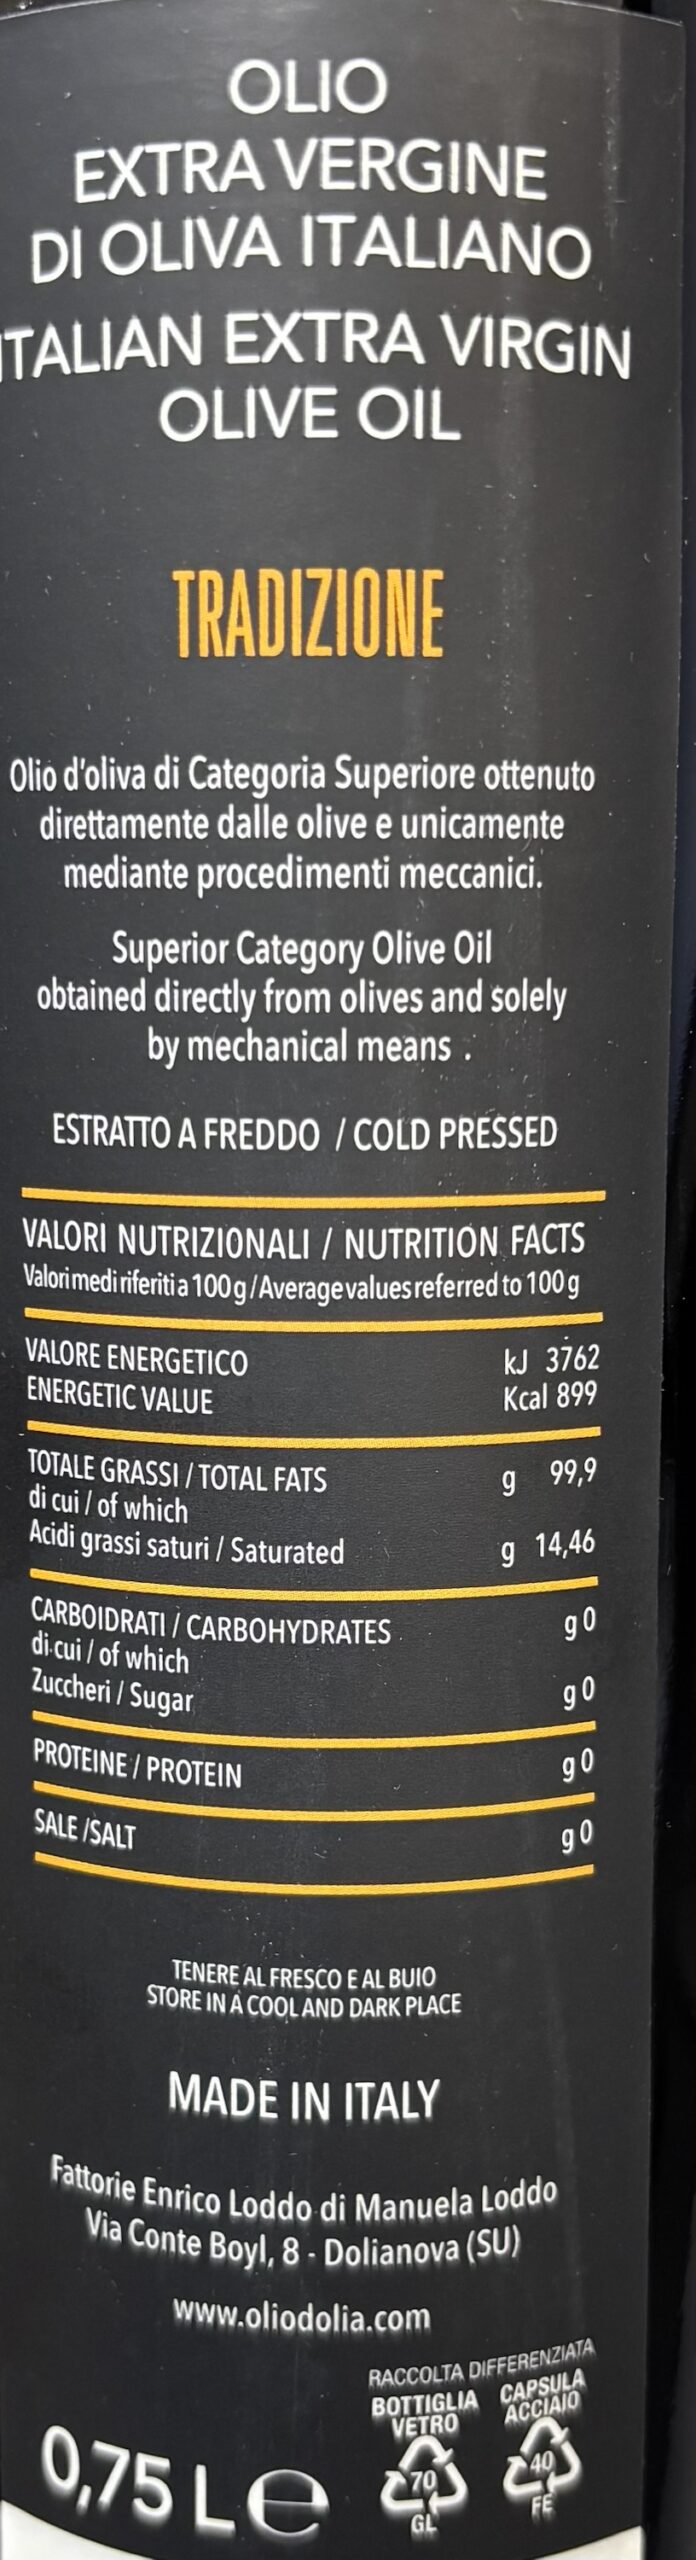 OLIO
EXTRA VERGINE
DI OLIVA ITALIANO
ITALIAN EXTRA VIRGIN
OLIVE OIL
TRADIZIONE
Olio d'oliva di Categoria Superiore ottenuto
direttamente dalle olive e unicamente
mediante procedimenti meccanici.
Superior Category Olive Oil
obtained directly from olives and solely
by mechanical means .
ESTRATTO A FREDDO / COLD PRESSED
VALORI NUTRIZIONALI / NUTRITION FACTS
Valori medi riferiti a 100 g / Average values referred to 100 g
VALORE ENERGETICO kJ 3762
ENERGETIC VALUE Kcal 899
TOTALE GRASSI / TOTAL FATS g 99,9
di cui / of which
Acidi grassi saturi / Saturated g 14,46
CARBOIDRATI / CARBOHYDRATES g 0
di cui / of which
Zuccheri / Sugar g 0
PROTEINE / PROTEIN g 0
SALE /SALT g 0
TENERE AL FRESCO E AL BUIO
STORE IN A COOL AND DARK PLACE
MADE IN ITALY
Fattorie Enrico Loddo di Manuela Loddo
Via Conte Boyl, 8 - Dolianova (SU)
www.oliodolia.com
RACCOLTA DIFFERENZIATA
BOTTIGLIA CAPSULA
VETRO ACCIAIO
70 40
GL FE
0,75 L e